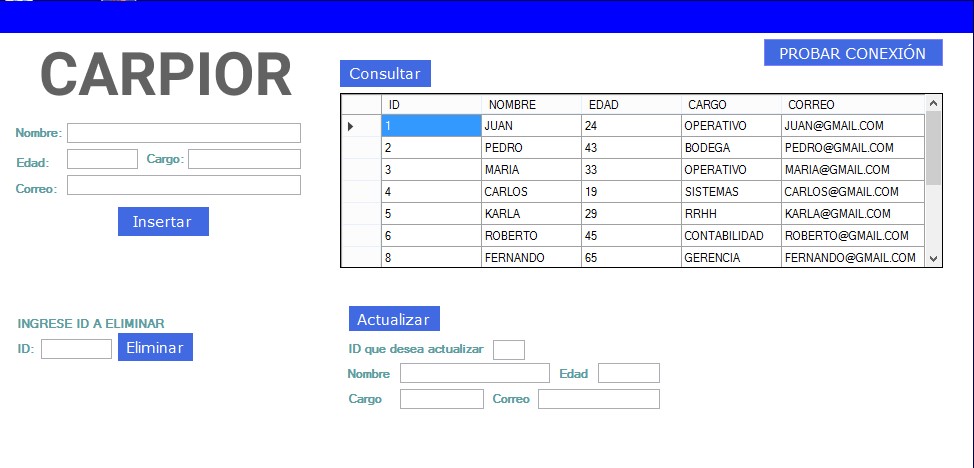 CARPIOR
PROBAR CONEXIÓN
Consultar
Nombre:
Edad:
Cargo:
Correo:
Insertar
ID NOMBRE EDAD CARGO CORREO
1 JUAN 24 OPERATIVO JUAN@GMAIL.COM
2 PEDRO 43 BODEGA PEDRO@GMAIL.COM
3 MARIA 33 OPERATIVO MARIA@GMAIL.COM
4 CARLOS 19 SISTEMAS CARLOS@GMAIL.COM
5 KARLA 29 RRHH KARLA@GMAIL.COM
6 ROBERTO 45 CONTABILIDAD ROBERTO@GMAIL.COM
8 FERNANDO 65 GERENCIA FERNANDO@GMAIL.COM
INGRESE ID A ELIMINAR
ID:
Eliminar
Actualizar
ID que desea actualizar
Nombre
Edad
Cargo
Correo